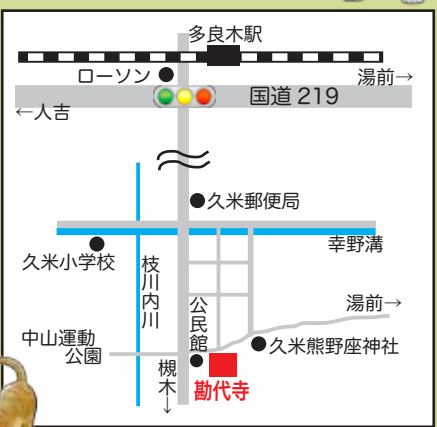 多良木駅
ローソン
湯前→
国道 219
←人吉
久米郵便局
幸野溝
久米小学校
枝川内川
公民館
湯前→
中山運動
公園
久米熊野座神社
槻木→
勘代寺